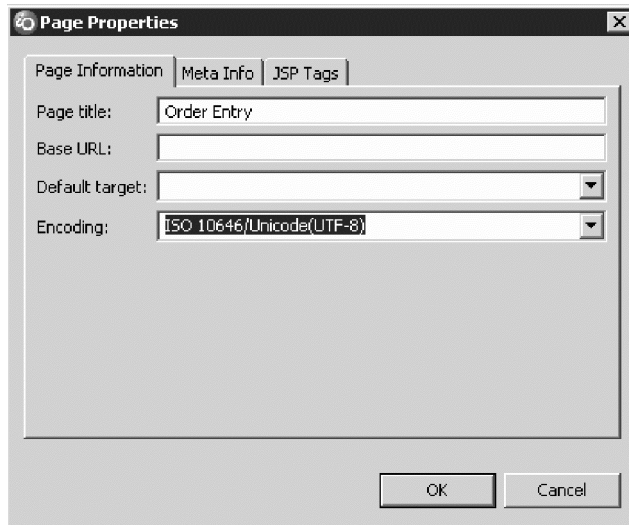 Page Properties
Page Information Meta Info JSP Tags
Page title: Order Entry
Base URL:
Default target:
Encoding: ISO 10646/Unicode(UTF-8)
OK Cancel